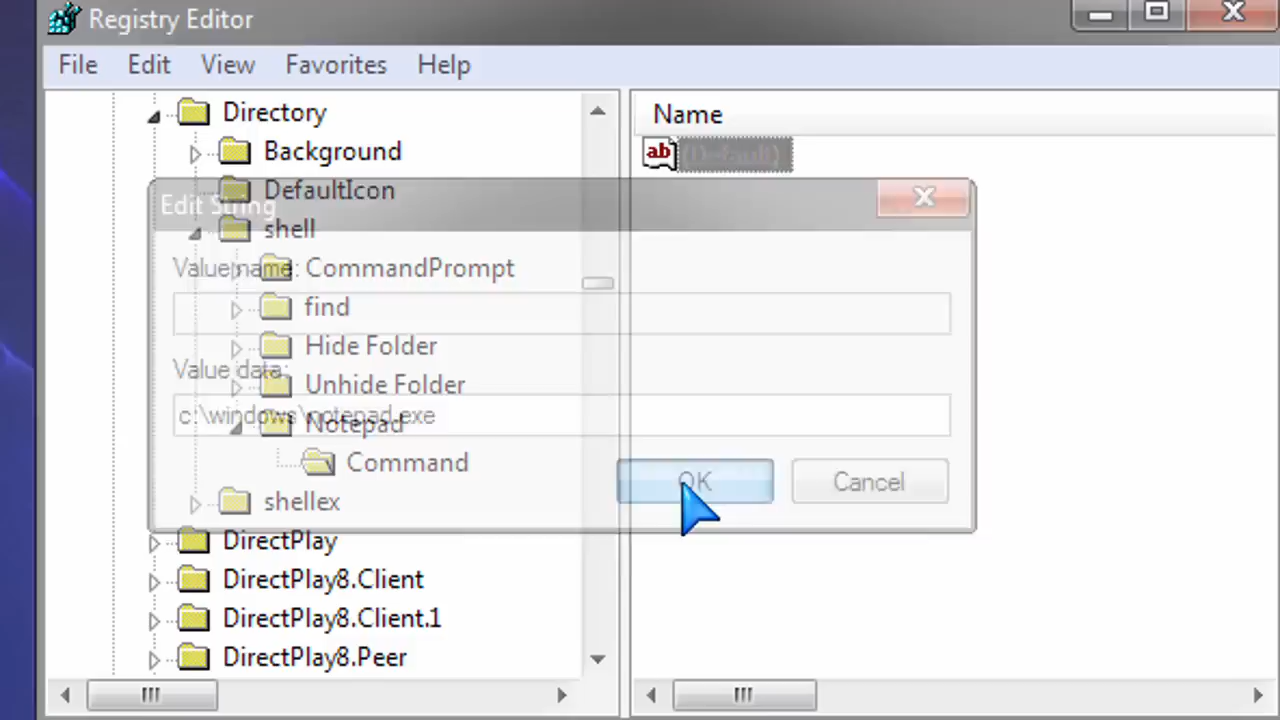 Registry Editor
File Edit View Favorites Help
Directory
Background
DefaultIcon
shell
CommandPrompt
find
Hide Folder
Unhide Folder
Notepad
Command
shellex
DirectPlay
DirectPlay8.Client
DirectPlay8.Client.1
DirectPlay8.Peer
Name
ab (Default)
Edit String
Value name:
Value data:
c:\windows\notepad.exe
OK Cancel